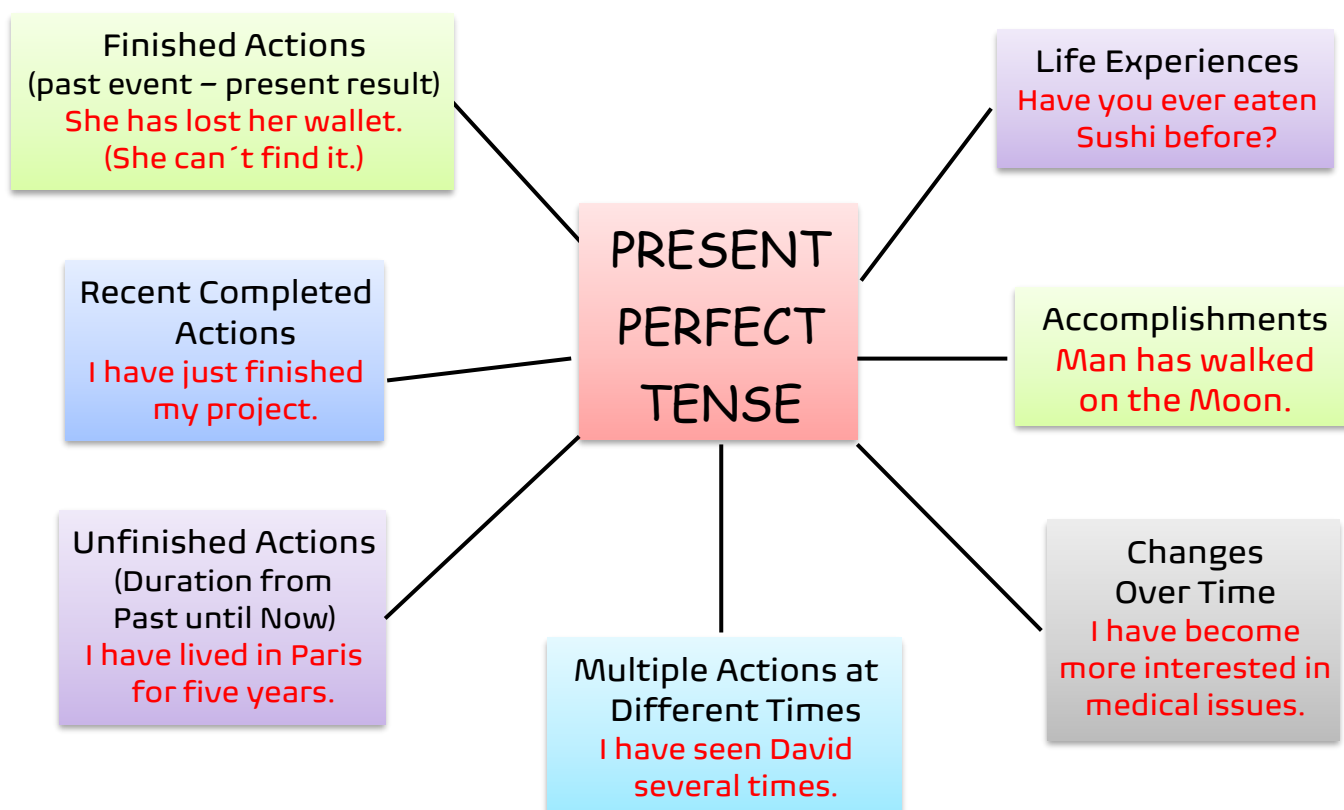 Finished Actions
(past event – present result)
She has lost her wallet.
(She can´t find it.)
Life Experiences
Have you ever eaten
Sushi before?
PRESENT
PERFECT
TENSE
Recent Completed
Actions
I have just finished
my project.
Accomplishments
Man has walked
on the Moon.
Unfinished Actions
(Duration from
Past until Now)
I have lived in Paris
for five years.
Multiple Actions at
Different Times
I have seen David
several times.
Changes
Over Time
I have become
more interested in
medical issues.